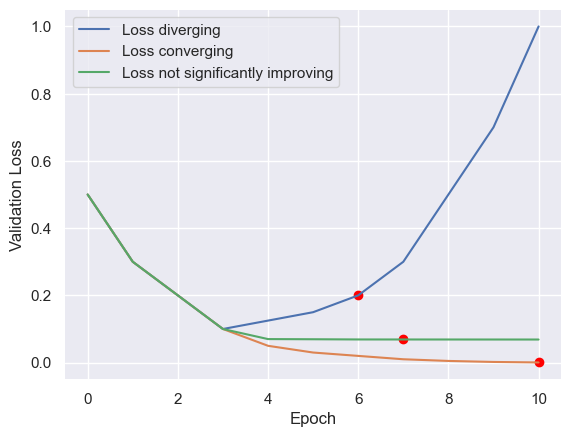 Loss diverging
Loss converging
Loss not significantly improving
1.0
0.8
0.6
0.4
0.2
0.0
Validation Loss
0 2 4 6 8 10
Epoch